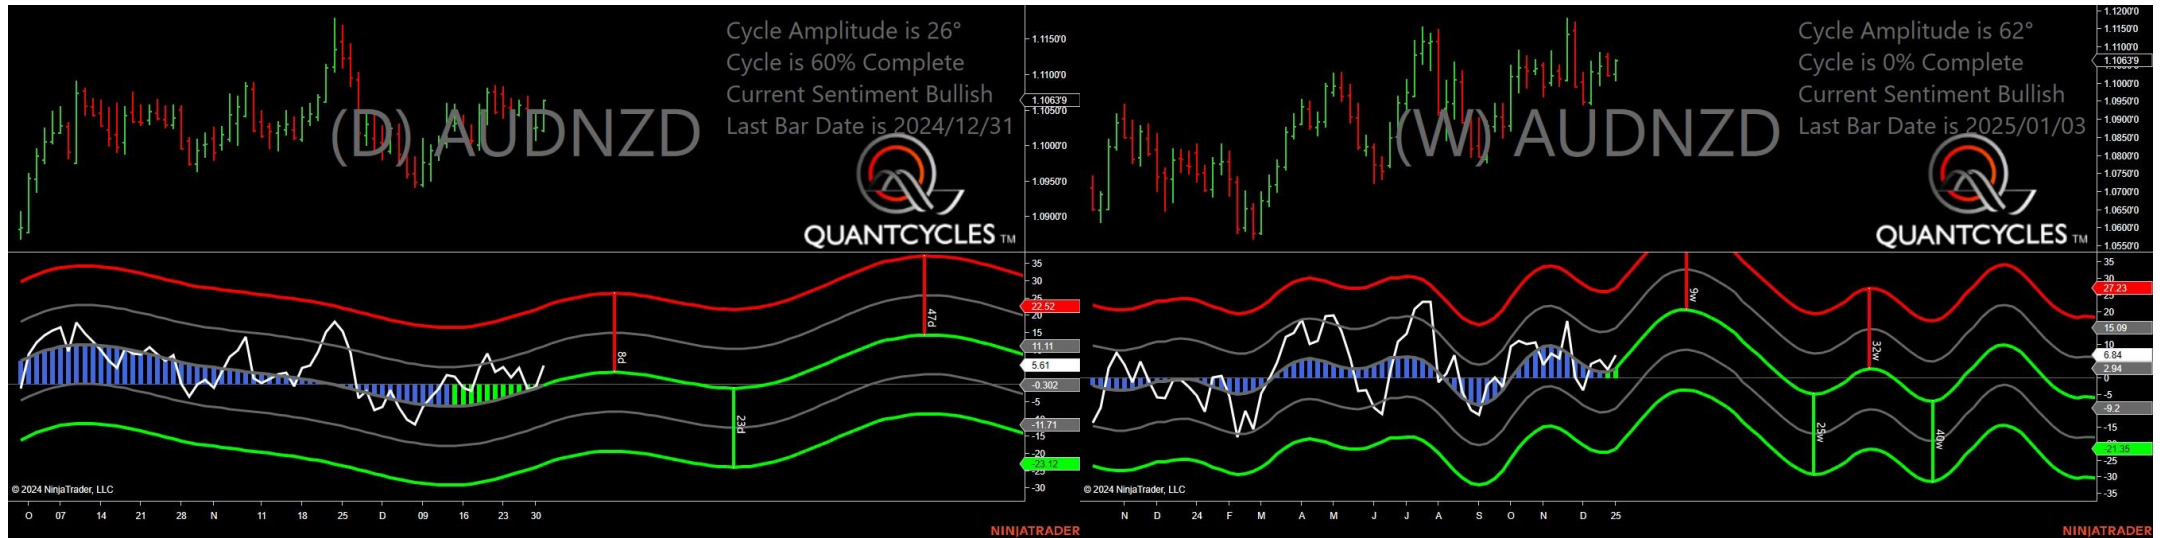 Cycle Amplitude is 26°
Cycle is 60% Complete
Current Sentiment Bullish
Last Bar Date is 2024/12/31
(D) AUDNZD
QUANTCYCLES TM
1.1150'0
1.1100'0
1.1063'9
1.1050'0
1.1000'0
1.0950'0
1.0900'0
35
30
22.52
20
15
11.11
5.61
-0.302
-5
-11.71
-15
-20
-23.12
-30
8d
23d
47d
© 2024 NinjaTrader, LLC
O 07 14 21 28 N 11 18 25 D 09 16 23 30
NINJATRADER
Cycle Amplitude is 62°
Cycle is 0% Complete
Current Sentiment Bullish
Last Bar Date is 2025/01/03
(W) AUDNZD
QUANTCYCLES TM
1.1200'0
1.1150'0
1.1100'0
1.1063'9
1.1000'0
1.0950'0
1.0900'0
1.0850'0
1.0800'0
1.0750'0
1.0700'0
1.0650'0
1.0600'0
1.0550'0
35
30
27.23
20
15.09
10
6.84
2.94
0
-5
-9.2
-15
-21.35
-30
-35
9w
25w
32w
40w
© 2024 NinjaTrader, LLC
N D 24 F M A M J J A S O N D 25
NINJATRADER